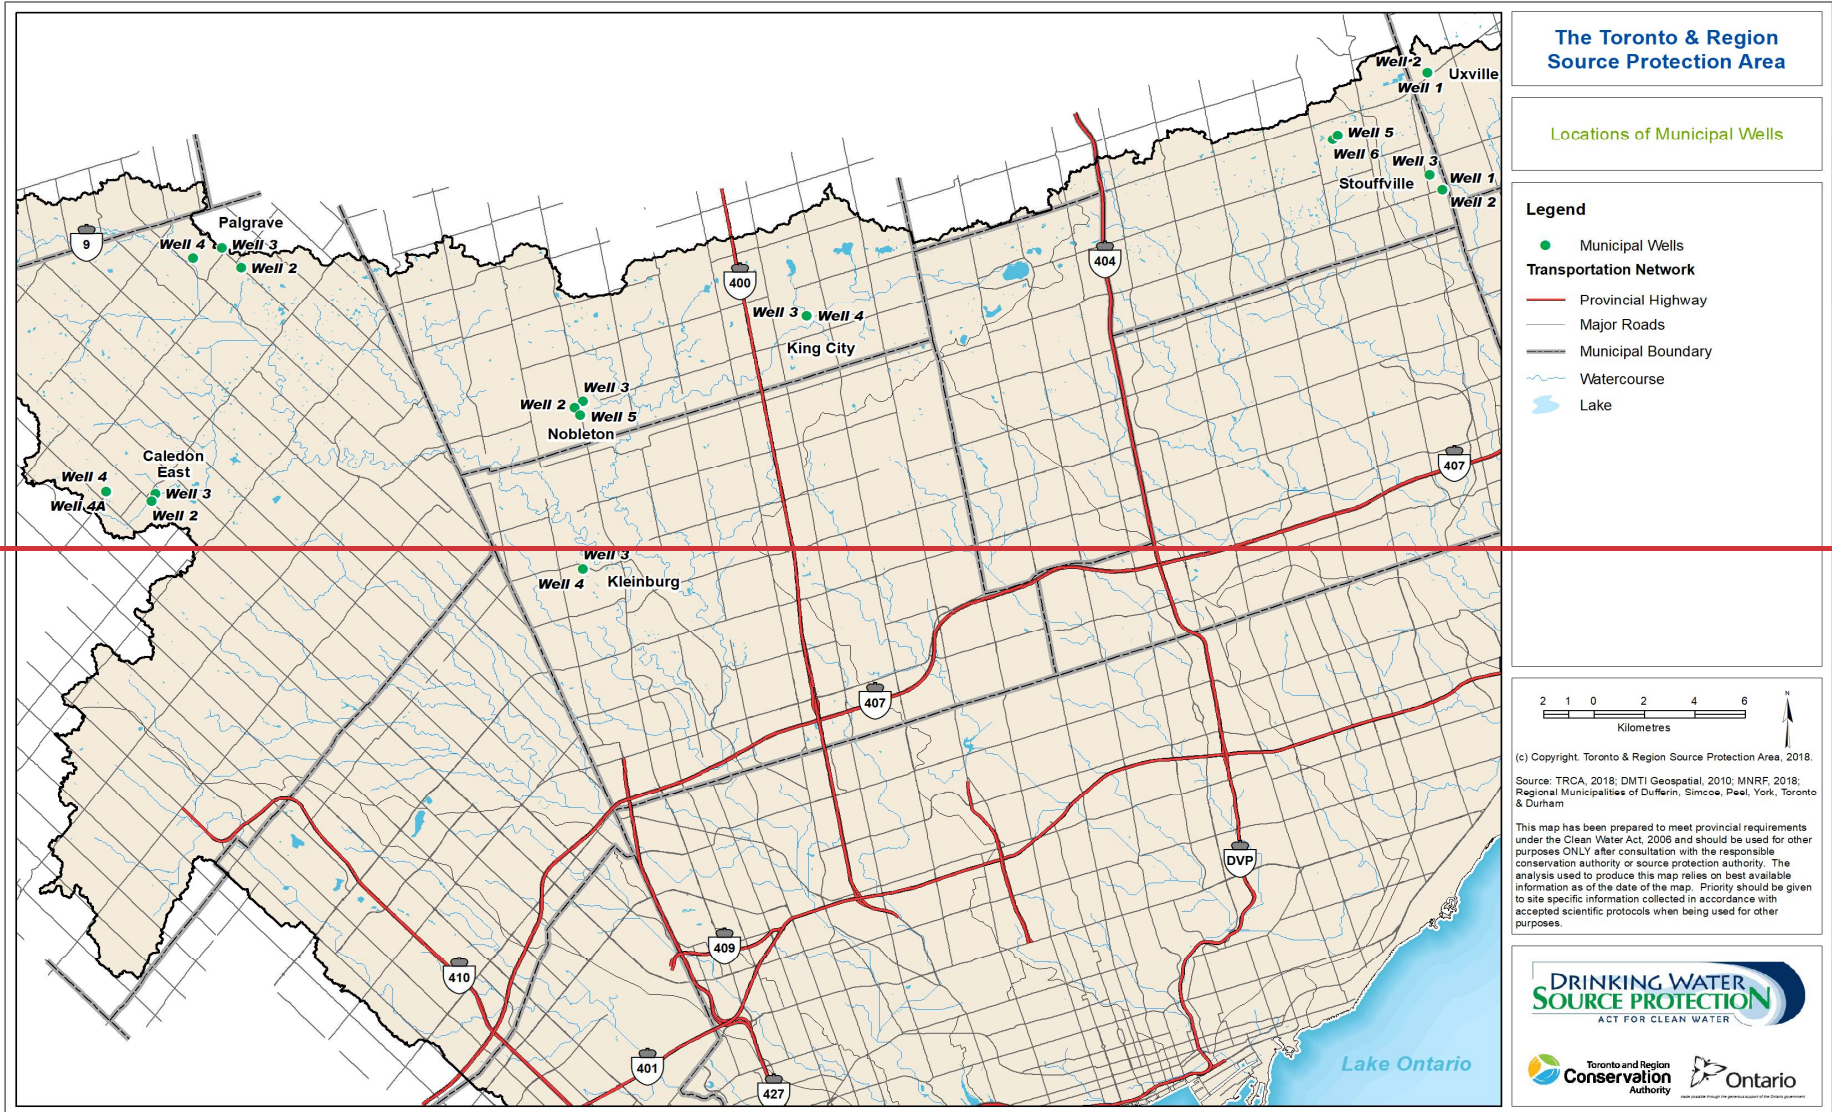 The Toronto & Region
Source Protection Area
Locations of Municipal Wells
Legend
Municipal Wells
Transportation Network
Provincial Highway
Major Roads
Municipal Boundary
Watercourse
Lake
2 1 0 2 4 6
Kilometres
N
(c) Copyright. Toronto & Region Source Protection Area, 2018.
Source: TRCA, 2018; DMTI Geospatial, 2010; MNRF, 2018;
Regional Municipalities of Dufferin, Simcoe, Peel, York, Toronto
& Durham
This map has been prepared to meet provincial requirements
under the Clean Water Act, 2006 and should be used for other
purposes ONLY after consultation with the responsible
conservation authority or source protection authority. The
analysis used to produce this map relies on best available
information as of the date of the map. Priority should be given
to site specific information collected in accordance with
accepted scientific protocols when being used for other
purposes.
DRINKING WATER
SOURCE PROTECTION
ACT FOR CLEAN WATER
Toronto and Region
Conservation
Authority
Ontario
made possible through the generous support of the Ontario government
Well 2
Uxville
Well 1
Well 5
Well 6
Well 3
Stouffville
Well 1
Well 2
Palgrave
9
Well 4
Well 3
Well 2
400
404
Well 3
Well 4
King City
Well 3
Well 2
Well 5
Nobleton
Caledon
East
Well 4
Well 3
Well 4A
Well 2
407
Well 3
Well 4
Kleinburg
407
DVP
409
410
401
427
Lake Ontario